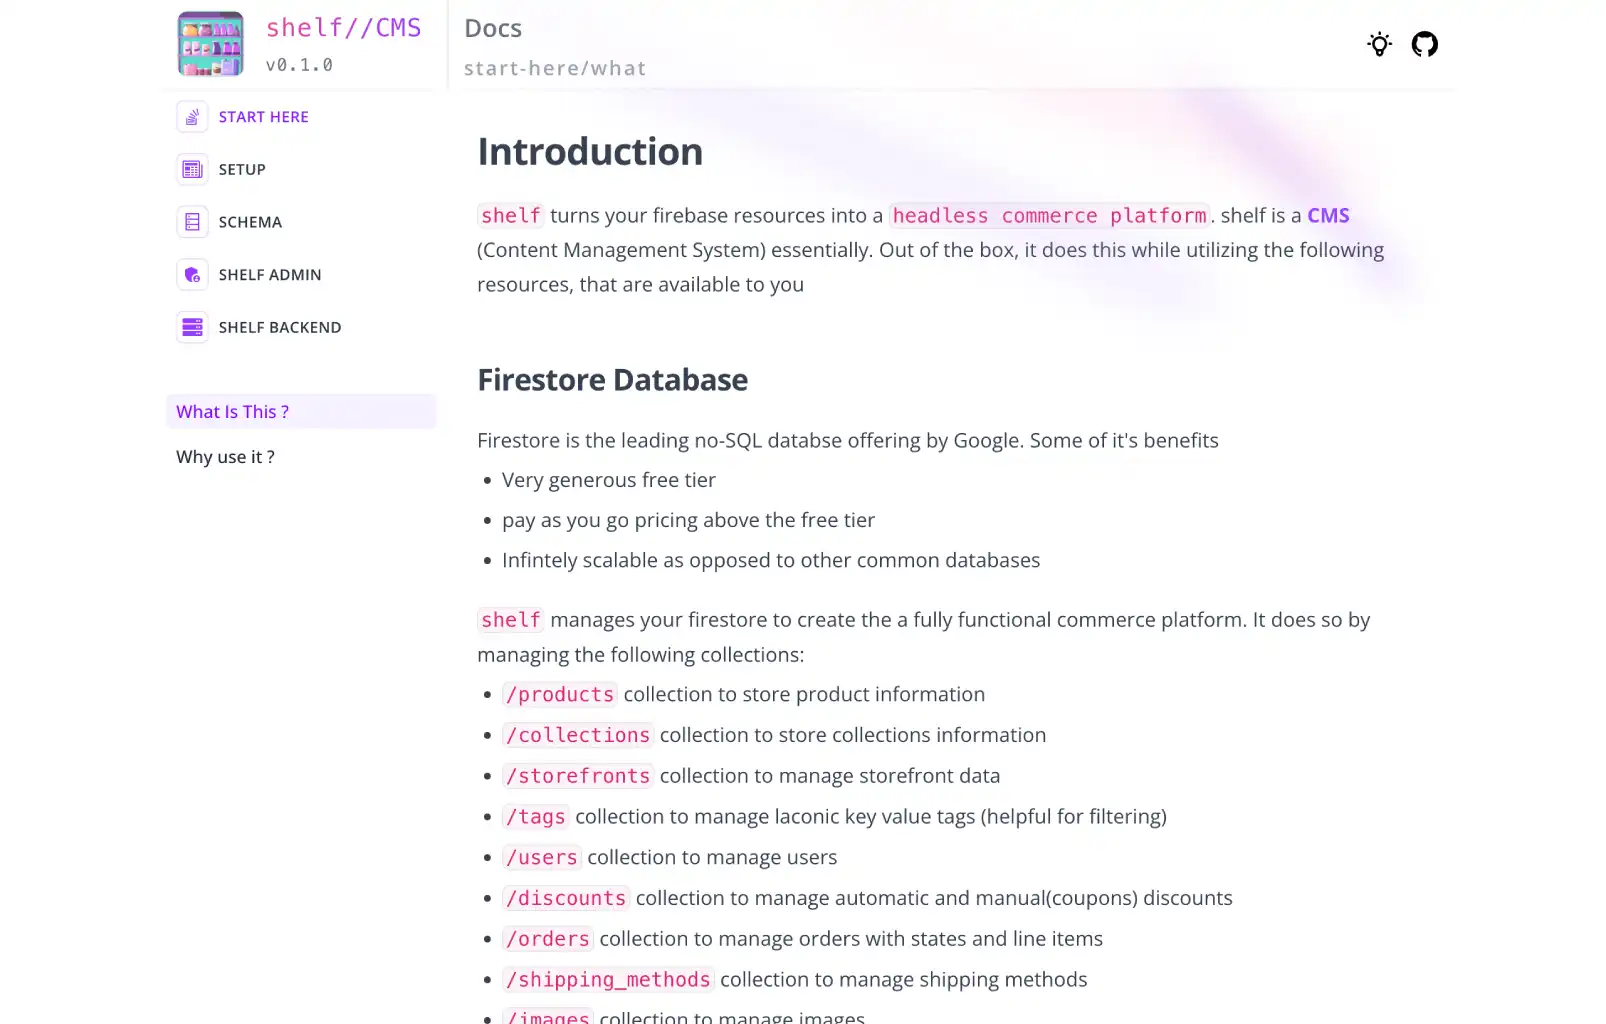 shelf//CMS
v0.1.0
Docs
start-here/what
START HERE
SETUP
SCHEMA
SHELF ADMIN
SHELF BACKEND
What Is This ?
Why use it ?
Introduction
shelf turns your firebase resources into a headless commerce platform. shelf is a CMS
(Content Management System) essentially. Out of the box, it does this while utilizing the following
resources, that are available to you
Firestore Database
Firestore is the leading no-SQL databse offering by Google. Some of it's benefits
• Very generous free tier
• pay as you go pricing above the free tier
• Infintely scalable as opposed to other common databases
shelf manages your firestore to create the a fully functional commerce platform. It does so by
managing the following collections:
• /products collection to store product information
• /collections collection to store collections information
• /storefronts collection to manage storefront data
• /tags collection to manage laconic key value tags (helpful for filtering)
• /users collection to manage users
• /discounts collection to manage automatic and manual(coupons) discounts
• /orders collection to manage orders with states and line items
• /shipping_methods collection to manage shipping methods
• /images collection to manage images